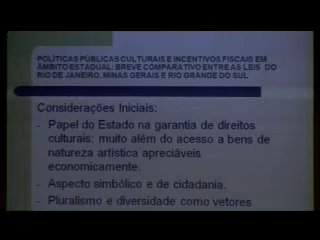 POLÍTICAS PÚBLICAS CULTURAIS E INCENTIVOS FISCAIS EM
ÂMBITO ESTADUAL: BREVE COMPARATIVO ENTRE AS LEIS DO
RIO DE JANEIRO, MINAS GERAIS E RIO GRANDE DO SUL
Considerações Iniciais:
- Papel do Estado na garantia de direitos
culturais: muito além do acesso a bens de
natureza artística apreciáveis
economicamente.
- Aspecto simbólico e de cidadania.
- Pluralismo e diversidade como vetores